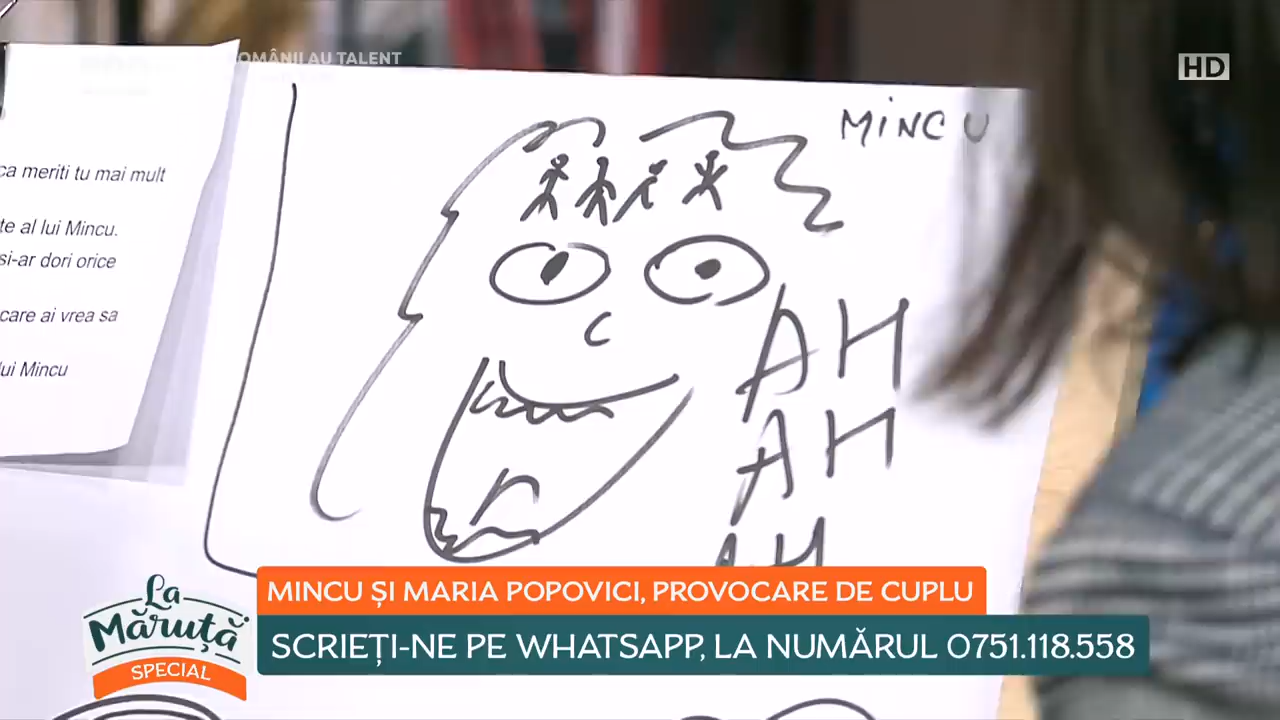 ROMÂNII AU TALENT
HD
MINCU
ca meriti tu mai mult
te al lui Mincu.
si-ar dori orice
care ai vrea sa
lui Mincu
AH
AH
AH
MINCU ȘI MARIA POPOVICI, PROVOCARE DE CUPLU
SCRIEȚI-NE PE WHATSAPP, LA NUMĂRUL 0751.118.558
La
Măruță
SPECIAL